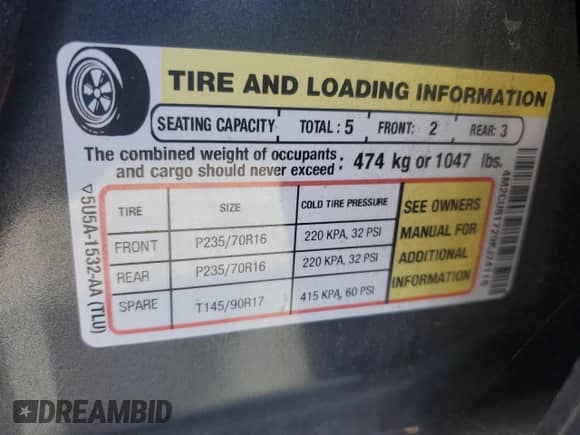 TIRE AND LOADING INFORMATION
SEATING CAPACITY TOTAL : 5 FRONT: 2 REAR: 3
The combined weight of occupants
and cargo should never exceed : 474 kg or 1047 lbs.
TIRE SIZE COLD TIRE PRESSURE
FRONT P235/70R16 220 KPA, 32 PSI
REAR P235/70R16 220 KPA, 32 PSI
SPARE T145/90R17 415 KPA, 60 PSI
SEE OWNERS
MANUAL FOR
ADDITIONAL
INFORMATION
5U5A-1532-AA (TLU)
DREAMBID